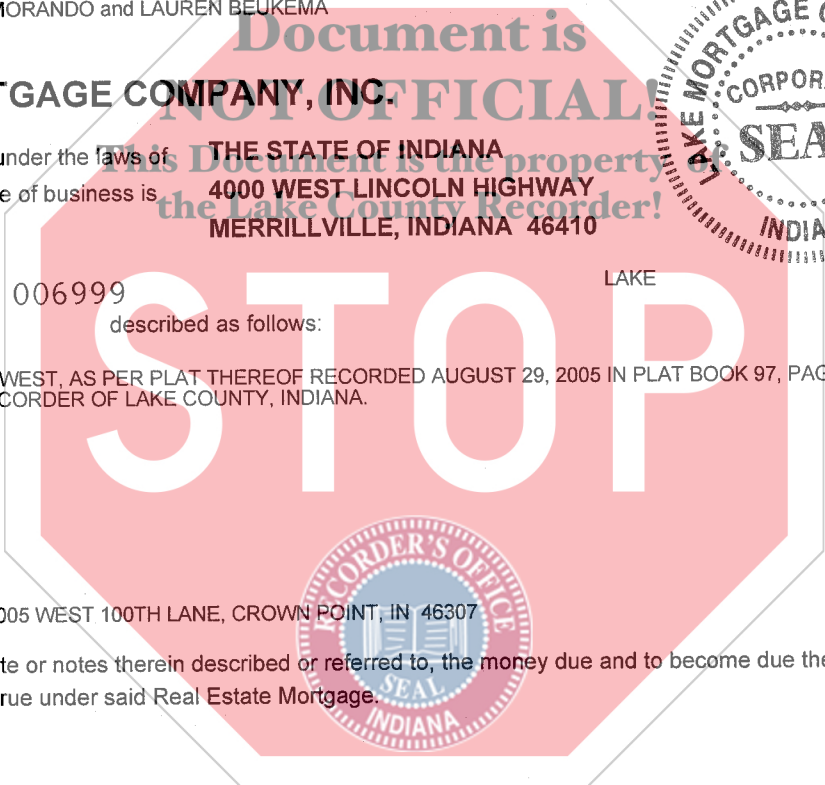 MORANDO and LAUREN BEUKEMA
Document is
TGAGE COMPANY, INC.
NOT OFFICIAL!
under the laws of THE STATE OF INDIANA
This Document is the property of
e of business is 4000 WEST LINCOLN HIGHWAY
the Lake County Recorder!
MERRILLVILLE, INDIANA 46410
LAKE MORTGAGE
CORPOR
SEA
INDIA
006999
LAKE
described as follows:
STOP
WEST, AS PER PLAT THEREOF RECORDED AUGUST 29, 2005 IN PLAT BOOK 97, PAG
CORDER OF LAKE COUNTY, INDIANA.
RECORDER'S OFFICE
SEAL
INDIANA
005 WEST 100TH LANE, CROWN POINT, IN 46307
te or notes therein described or referred to, the money due and to become due the
rue under said Real Estate Mortgage.